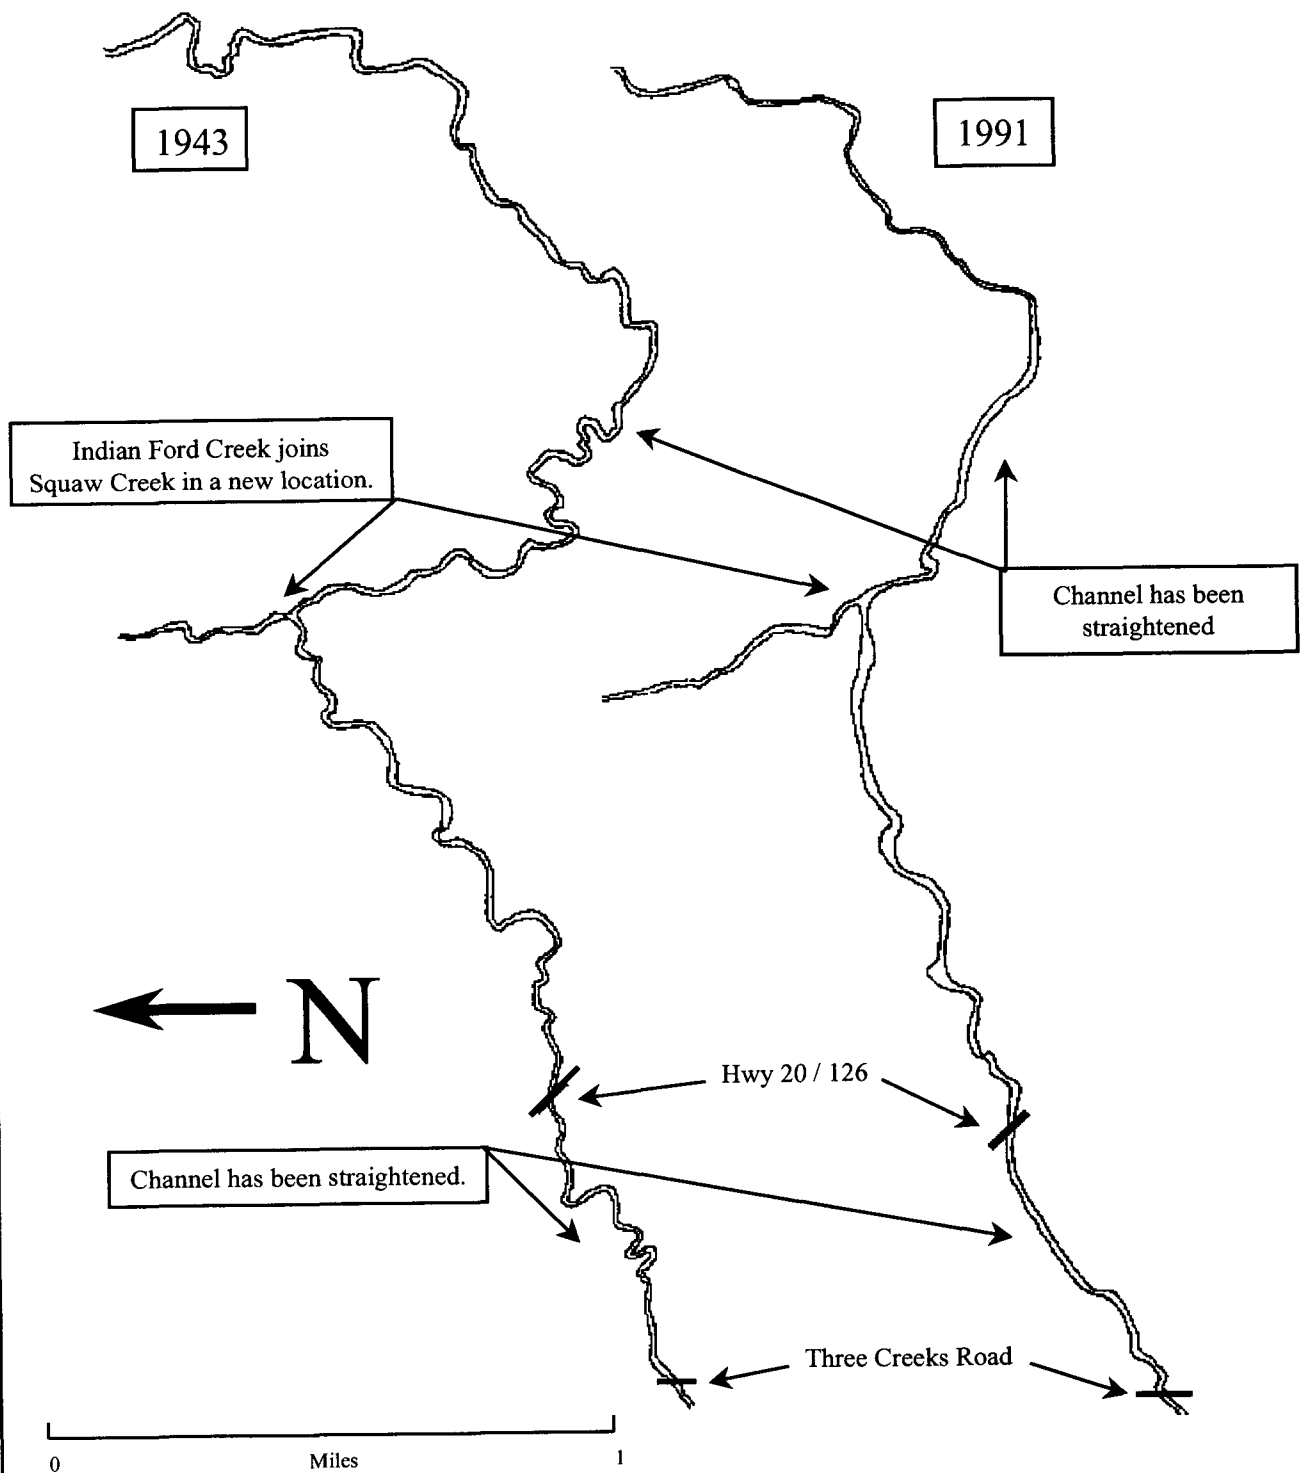 1943
1991
Indian Ford Creek joins
Squaw Creek in a new location.
Channel has been
straightened
N
Hwy 20 / 126
Channel has been straightened.
Three Creeks Road
0
Miles
1